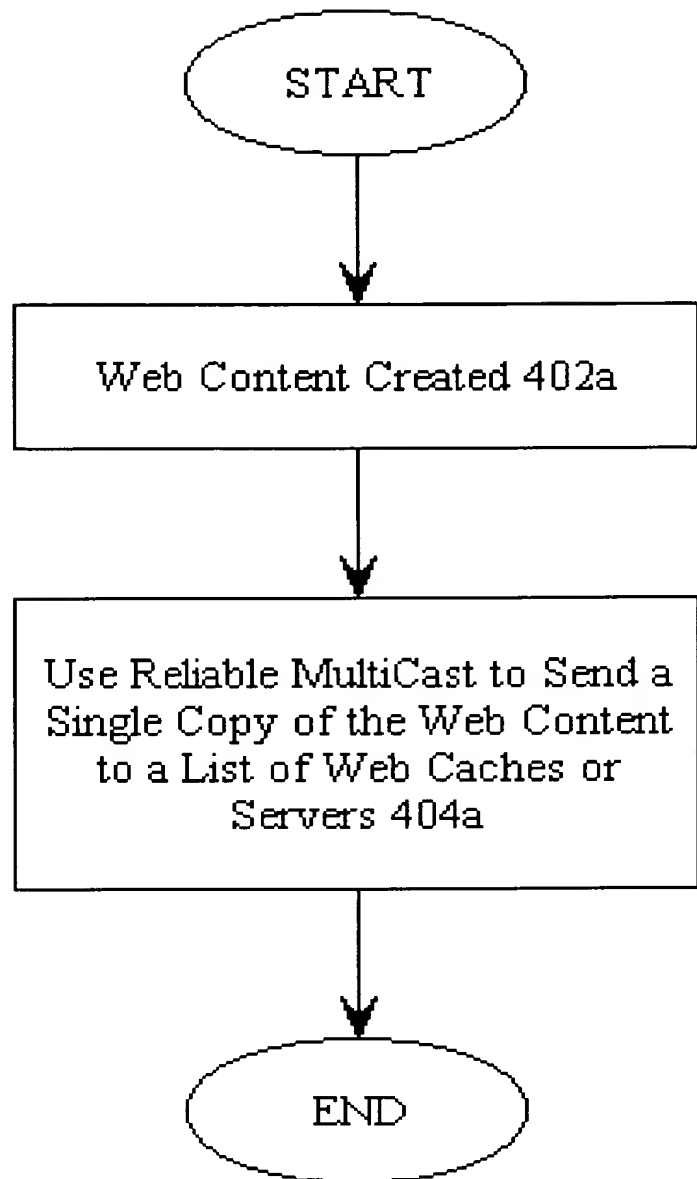 START
Web Content Created 402a
Use Reliable MultiCast to Send a
Single Copy of the Web Content
to a List of Web Caches or
Servers 404a
END